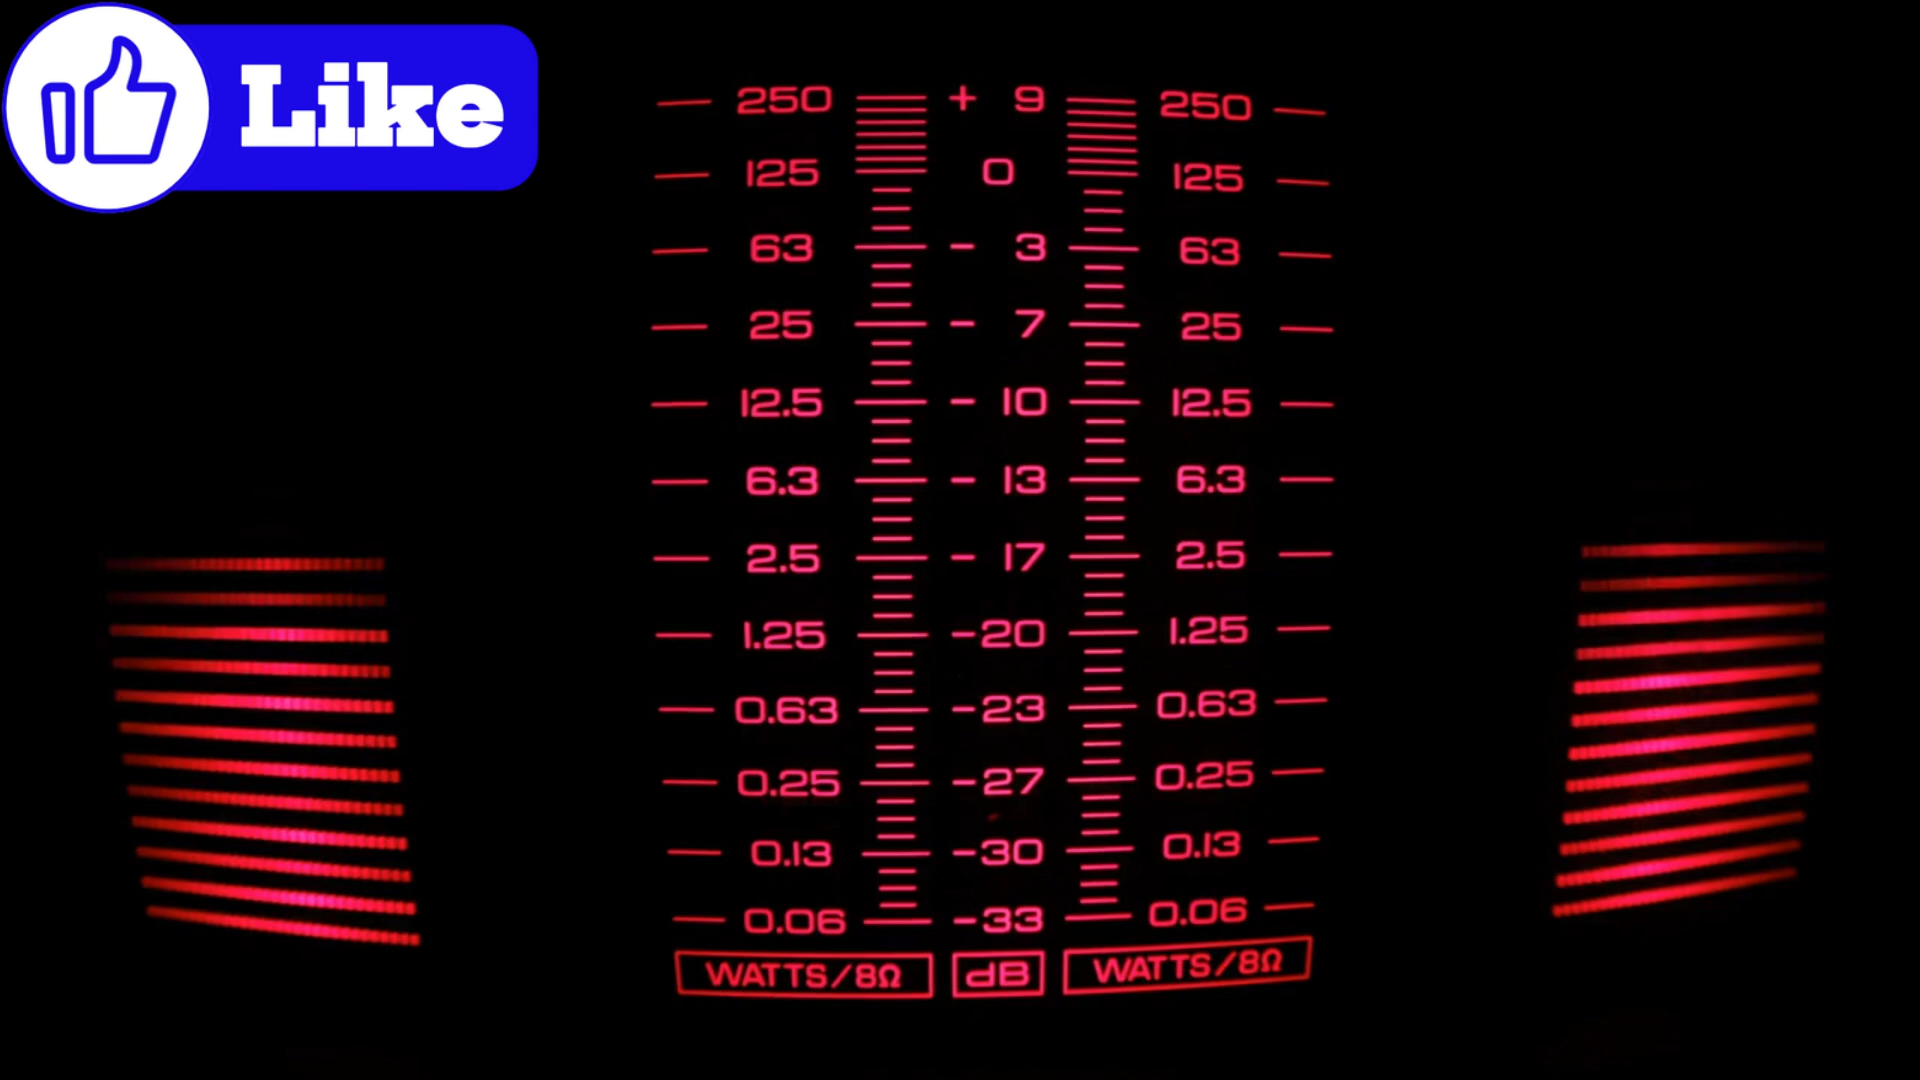 Like
250 + 9 250
125 0 125
63 - 3 63
25 - 7 25
12.5 - 10 12.5
6.3 - 13 6.3
2.5 - 17 2.5
1.25 -20 1.25
0.63 -23 0.63
0.25 -27 0.25
0.13 -30 0.13
0.06 -33 0.06
WATTS/8Ω dB WATTS/8Ω